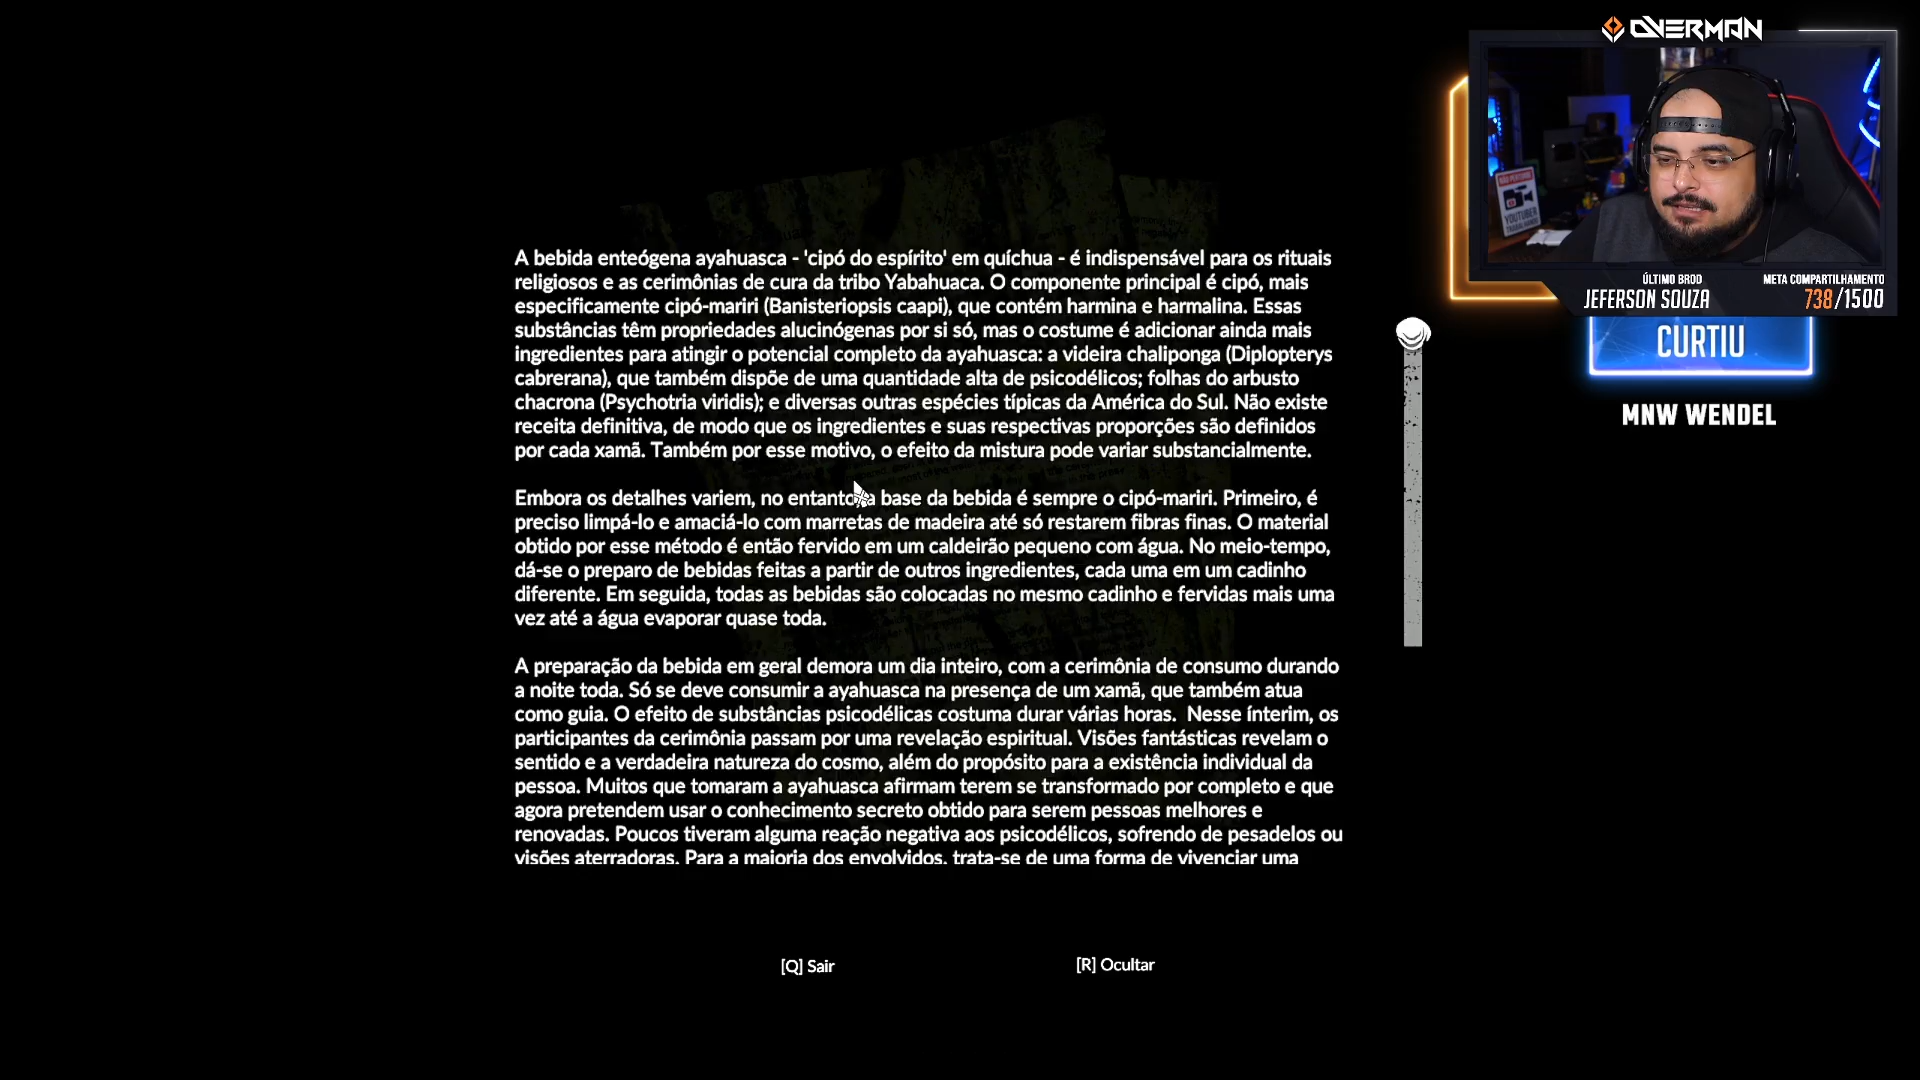 OVERMAN
NÃO PERTURBE
YOUTUBER
TRABALHANDO
ÚLTIMO BROD
META COMPARTILHAMENTO
JEFERSON SOUZA
738/1500
CURTIU
MNW WENDEL
A bebida enteógena ayahuasca - 'cipó do espírito' em quíchua - é indispensável para os rituais
religiosos e as cerimônias de cura da tribo Yabahuaca. O componente principal é cipó, mais
especificamente cipó-mariri (Banisteriopsis caapi), que contém harmina e harmalina. Essas
substâncias têm propriedades alucinógenas por si só, mas o costume é adicionar ainda mais
ingredientes para atingir o potencial completo da ayahuasca: a videira chaliponga (Diplopterys
cabrerana), que também dispõe de uma quantidade alta de psicodélicos; folhas do arbusto
chacrona (Psychotria viridis); e diversas outras espécies típicas da América do Sul. Não existe
receita definitiva, de modo que os ingredientes e suas respectivas proporções são definidos
por cada xamã. Também por esse motivo, o efeito da mistura pode variar substancialmente.
Embora os detalhes variem, no entanto, a base da bebida é sempre o cipó-mariri. Primeiro, é
preciso limpá-lo e amaciá-lo com marretas de madeira até só restarem fibras finas. O material
obtido por esse método é então fervido em um caldeirão pequeno com água. No meio-tempo,
dá-se o preparo de bebidas feitas a partir de outros ingredientes, cada uma em um cadinho
diferente. Em seguida, todas as bebidas são colocadas no mesmo cadinho e fervidas mais uma
vez até a água evaporar quase toda.
A preparação da bebida em geral demora um dia inteiro, com a cerimônia de consumo durando
a noite toda. Só se deve consumir a ayahuasca na presença de um xamã, que também atua
como guia. O efeito de substâncias psicodélicas costuma durar várias horas.  Nesse ínterim, os
participantes da cerimônia passam por uma revelação espiritual. Visões fantásticas revelam o
sentido e a verdadeira natureza do cosmo, além do propósito para a existência individual da
pessoa. Muitos que tomaram a ayahuasca afirmam terem se transformado por completo e que
agora pretendem usar o conhecimento secreto obtido para serem pessoas melhores e
renovadas. Poucos tiveram alguma reação negativa aos psicodélicos, sofrendo de pesadelos ou
visões aterradoras. Para a maioria dos envolvidos, trata-se de uma forma de vivenciar uma
[Q] Sair
[R] Ocultar